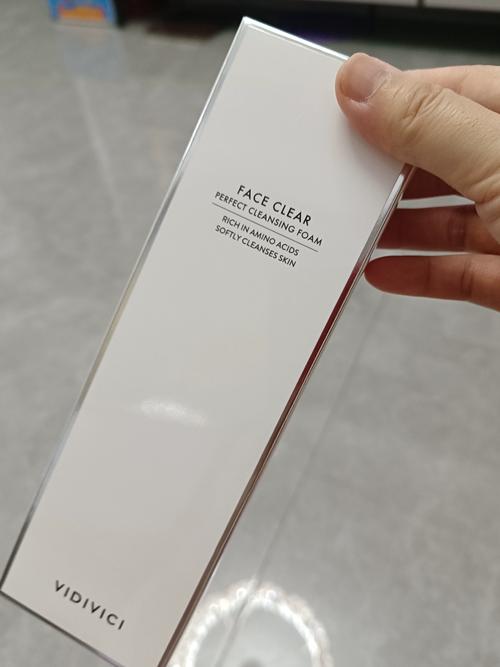 FACE CLEAR
PERFECT CLEANSING FOAM
RICH IN AMINO ACIDS
SOFTLY CLEANSES SKIN
VIDIVICI